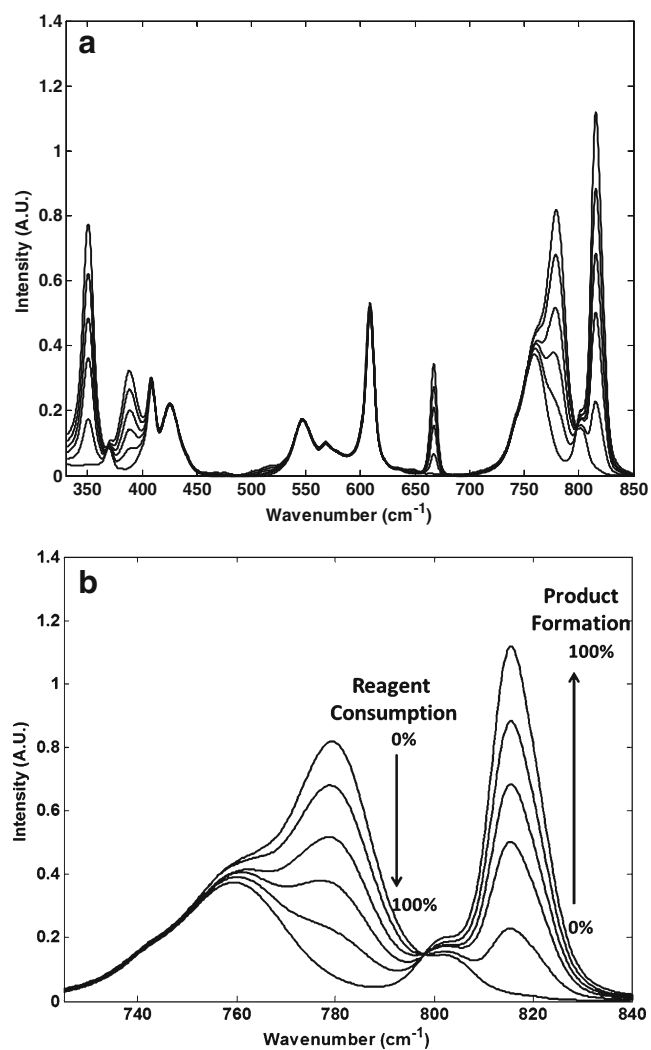 a
1.4
1.2
1
0.8
0.6
0.4
0.2
0
Intensity (A.U.)
350 400 450 500 550 600 650 700 750 800 850
Wavenumber (cm-1)
b
1.4
1.2
1
0.8
0.6
0.4
0.2
0
Intensity (A.U.)
Product
Formation
100%
0%
Reagent
Consumption
0%
100%
740 760 780 800 820 840
Wavenumber (cm-1)